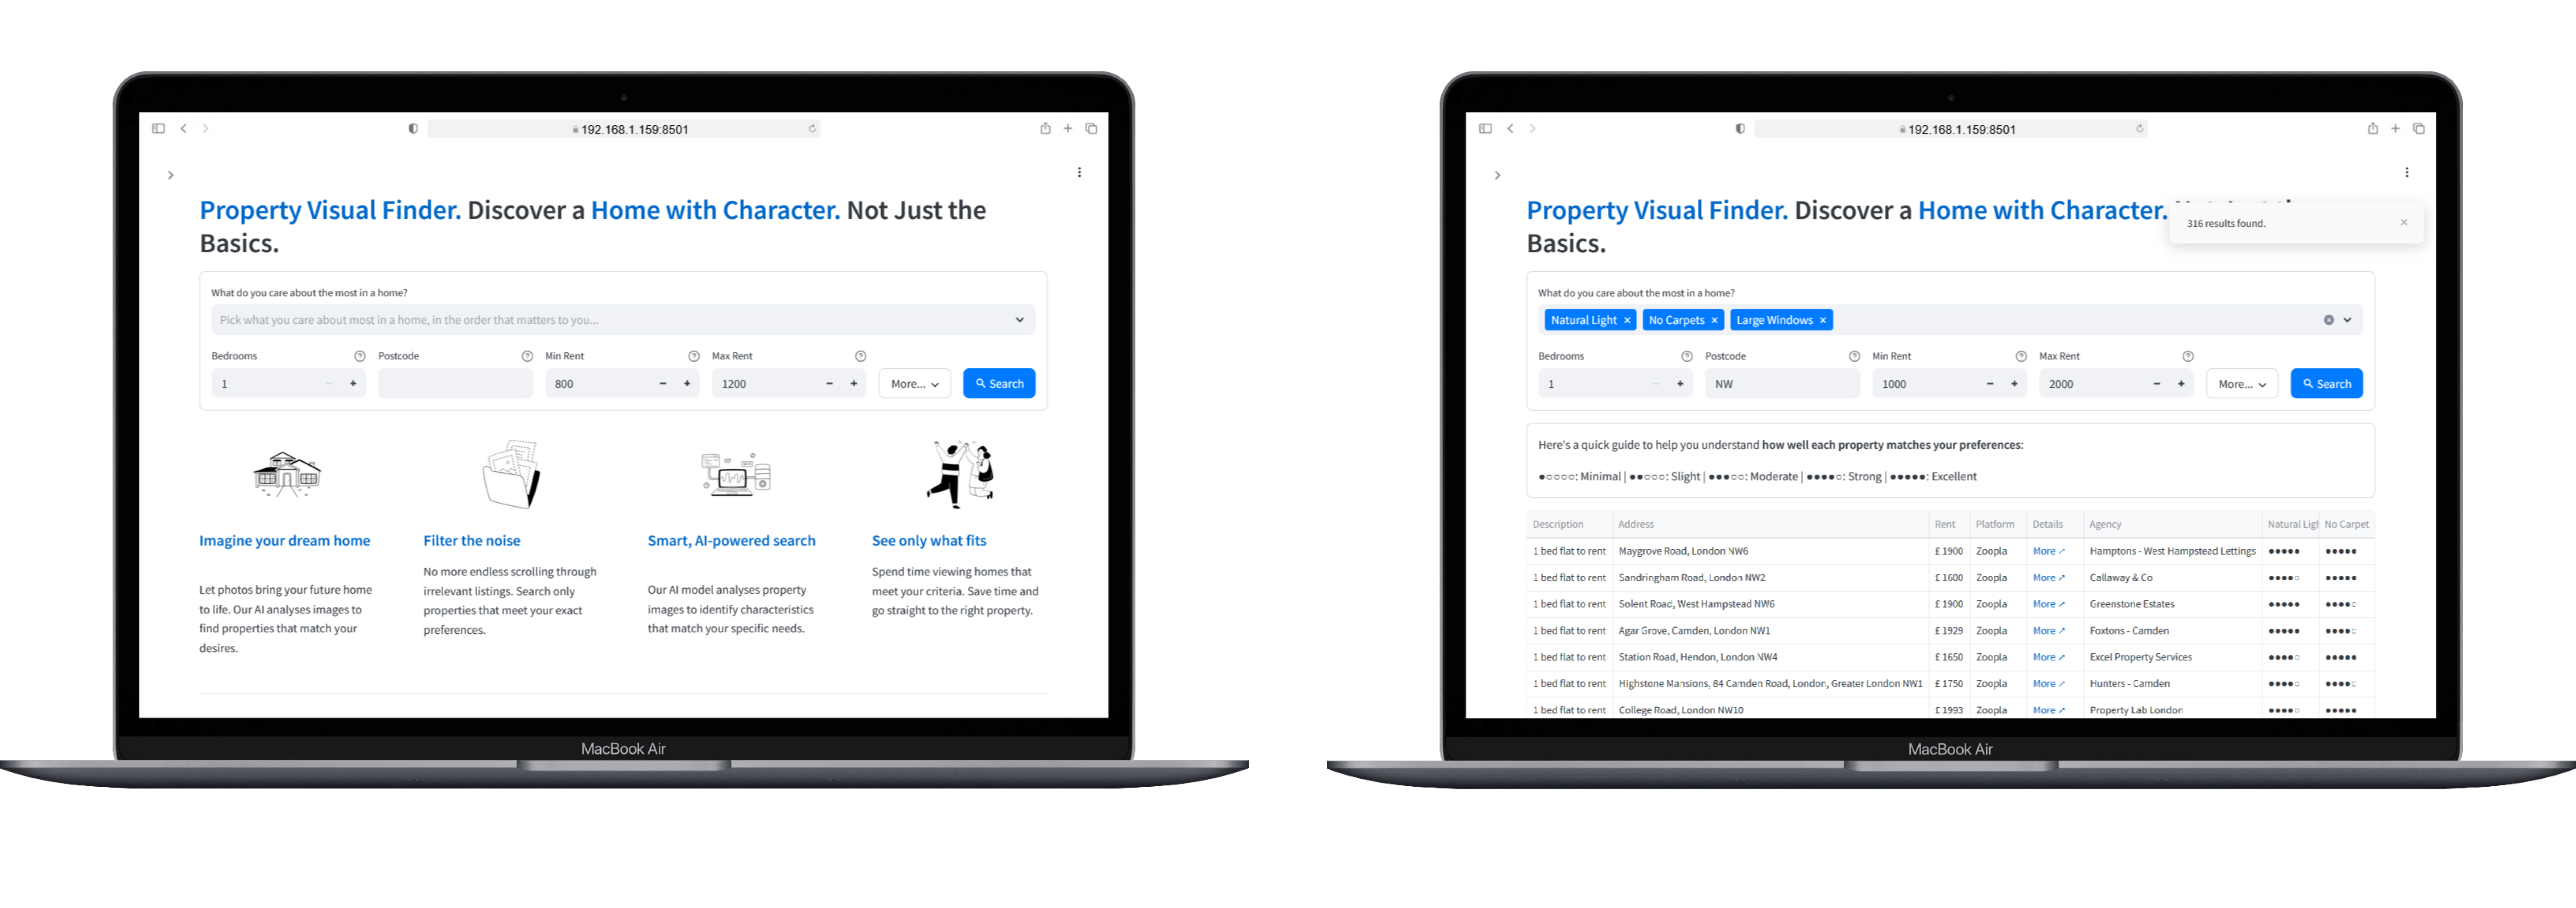 192.168.1.159:8501
Property Visual Finder. Discover a Home with Character. Not Just the
Basics.
What do you care about the most in a home?
Pick what you care about most in a home, in the order that matters to you...
Bedrooms Postcode Min Rent Max Rent
1 800 1200 More... Search
Imagine your dream home
Let photos bring your future home
to life. Our AI analyses images to
find properties that match your
desires.
Filter the noise
No more endless scrolling through
irrelevant listings. Search only
properties that meet your exact
preferences.
Smart, AI-powered search
Our AI model analyses property
images to identify characteristics
that match your specific needs.
See only what fits
Spend time viewing homes that
meet your criteria. Save time and
go straight to the right property.
MacBook Air
192.168.1.159:8501
Property Visual Finder. Discover a Home with Character.
Basics.
316 results found.
What do you care about the most in a home?
Natural Light × No Carpets × Large Windows ×
Bedrooms Postcode Min Rent Max Rent
1 NW 1000 2000 More... Search
Here's a quick guide to help you understand how well each property matches your preferences:
●○○○○: Minimal | ●●○○○: Slight | ●●●○○: Moderate | ●●●●○: Strong | ●●●●●: Excellent
Description Address Rent Platform Details Agency Natural Ligh No Carpet
1 bed flat to rent Maygrove Road, London NW6 £1900 Zoopla More ↗ Hamptons - West Hampstead Lettings ●●●●● ●●●●●
1 bed flat to rent Sandringham Road, London NW2 £1600 Zoopla More ↗ Callaway & Co ●●●●○ ●●●●●
1 bed flat to rent Solent Road, West Hampstead NW6 £1900 Zoopla More ↗ Greenstone Estates ●●●●● ●●●●○
1 bed flat to rent Agar Grove, Camden, London NW1 £1929 Zoopla More ↗ Foxtons - Camden ●●●●● ●●●●○
1 bed flat to rent Station Road, Hendon, London NW4 £1650 Zoopla More ↗ Excel Property Services ●●●●○ ●●●●●
1 bed flat to rent Highstone Mansions, 84 Camden Road, London, Greater London NW1 £1750 Zoopla More ↗ Hunters - Camden ●●●●○ ●●●●○
1 bed flat to rent College Road, London NW10 £1993 Zoopla More ↗ Property Lab London ●●●●○ ●●●●●
MacBook Air